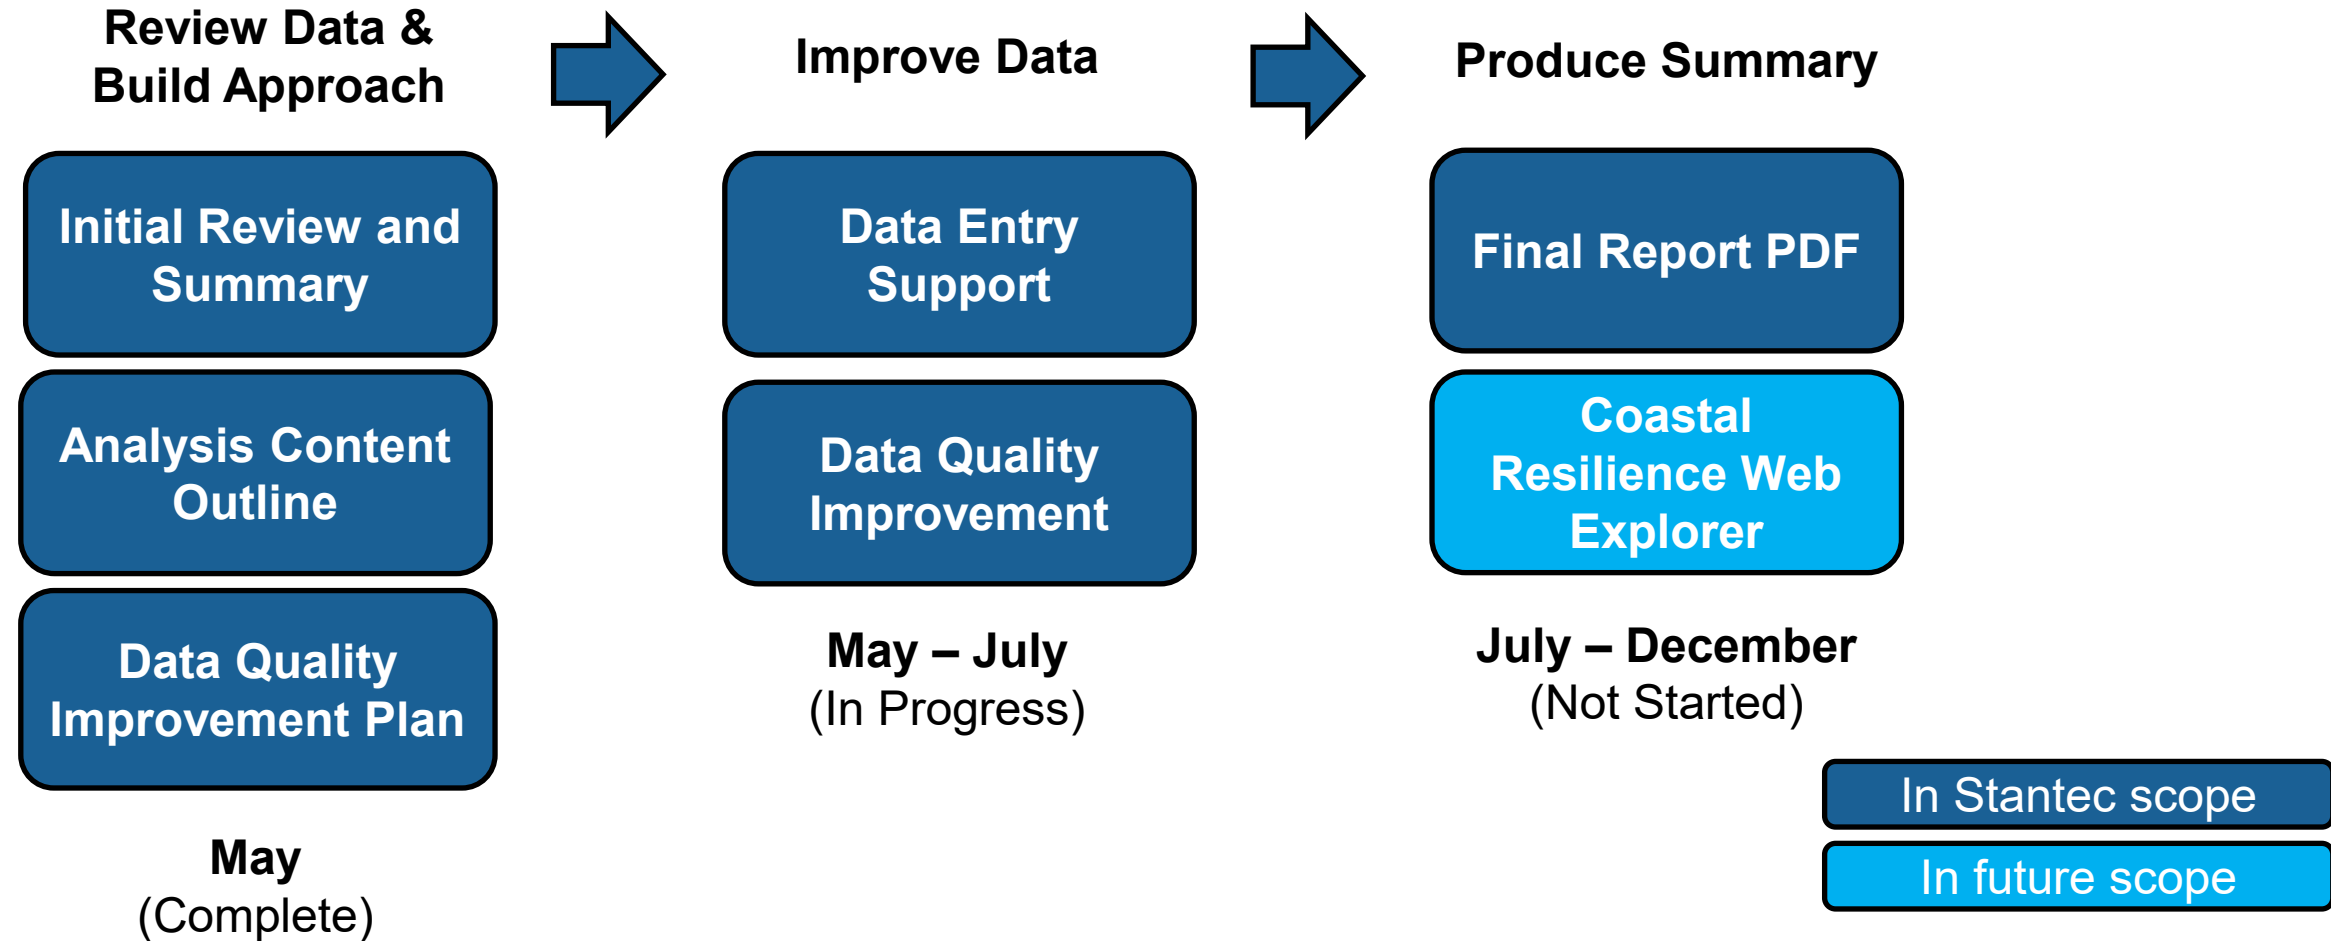 Review Data &
Build Approach
Improve Data
Produce Summary
Initial Review and
Summary
Analysis Content
Outline
Data Quality
Improvement Plan
May
(Complete)
Data Entry
Support
Data Quality
Improvement
May – July
(In Progress)
Final Report PDF
Coastal
Resilience Web
Explorer
July – December
(Not Started)
In Stantec scope
In future scope